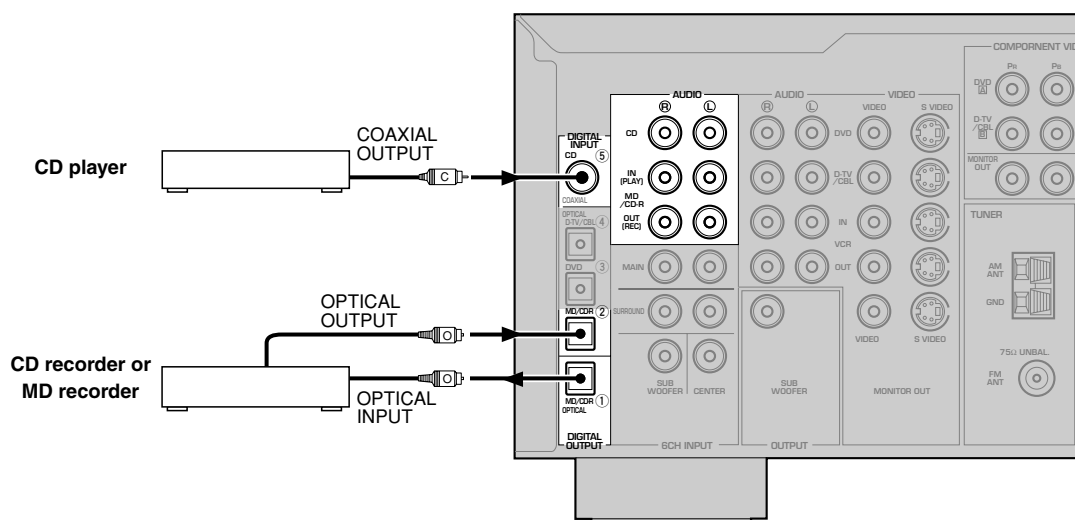 CD player
COAXIAL
OUTPUT
C
CD recorder or
MD recorder
OPTICAL
OUTPUT
O
O
OPTICAL
INPUT
DIGITAL
INPUT
CD
⑤
COAXIAL
OPTICAL
D-TV/CBL
④
DVD
③
MD/CDR
②
MD/CDR
①
OPTICAL
DIGITAL
OUTPUT
AUDIO
R L
CD
IN
(PLAY)
MD
/CD-R
OUT
(REC)
MAIN
SURROUND
SUB
WOOFER
CENTER
6CH INPUT
AUDIO
R L
SUB
WOOFER
OUTPUT
VIDEO
VIDEO S VIDEO
DVD
D-TV
/CBL
IN
VCR
OUT
VIDEO S VIDEO
MONITOR OUT
COMPORNENT VID
PR PB
DVD
A
D-TV
/CBL
B
MONITOR
OUT
TUNER
AM
ANT
GND
75Ω UNBAL.
FM
ANT